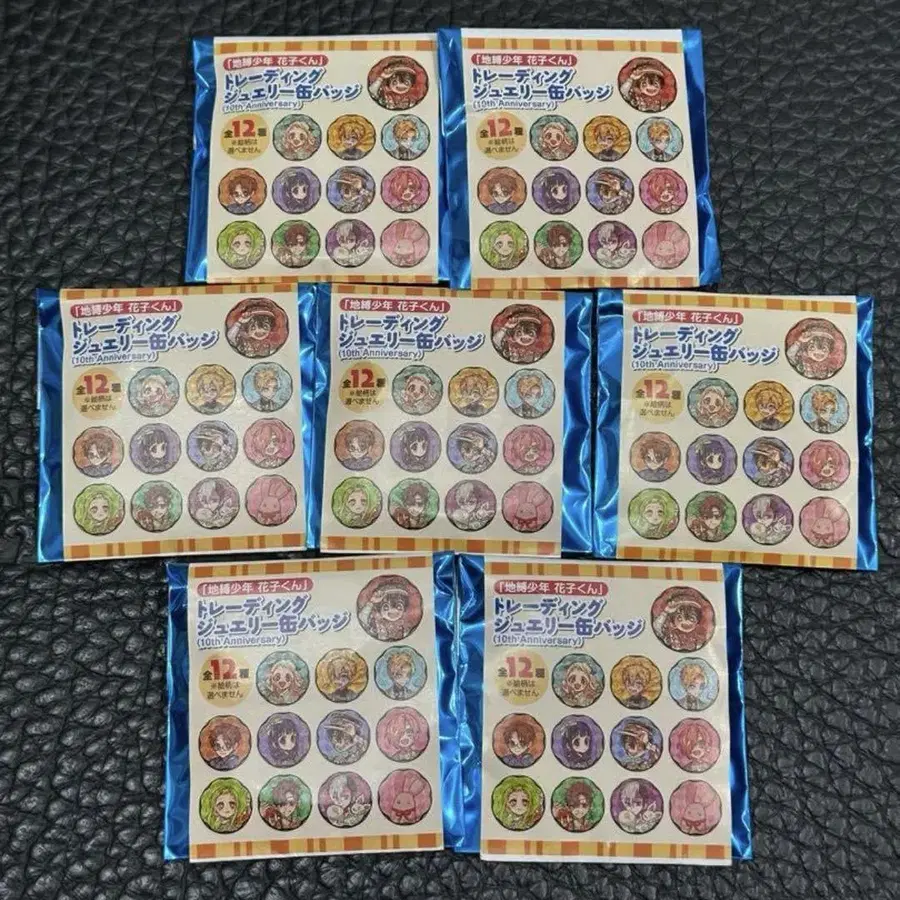 「地縛少年 花子くん」
トレーディング
ジュエリー缶バッジ
(10th Anniversary)
全12種
※絵柄は
選べません
「地縛少年 花子くん」
トレーディング
ジュエリー缶バッジ
(10th Anniversary)
全12種
※絵柄は
選べません
「地縛少年 花子くん」
トレーディング
ジュエリー缶バッジ
(10th Anniversary)
全12種
※絵柄は
選べません
「地縛少年 花子くん」
トレーディング
ジュエリー缶バッジ
(10th Anniversary)
全12種
※絵柄は
選べません
「地縛少年 花子くん」
トレーディング
ジュエリー缶バッジ
(10th Anniversary)
全12種
※絵柄は
選べません
「地縛少年 花子くん」
トレーディング
ジュエリー缶バッジ
(10th Anniversary)
全12種
※絵柄は
選べません
「地縛少年 花子くん」
トレーディング
ジュエリー缶バッジ
(10th Anniversary)
全12種
※絵柄は
選べません